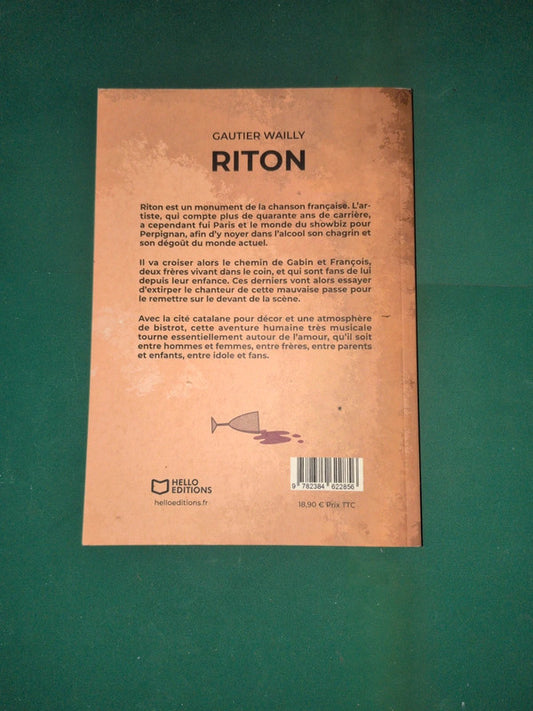 GAUTIER WAILLY
RITON
Riton est un monument de la chanson française. L'ar-
tiste, qui compte plus de quarante ans de carrière,
a cependant fui Paris et le monde du showbiz pour
Perpignan, afin d'y noyer dans l'alcool son chagrin et
son dégoût du monde actuel.
Il va croiser alors le chemin de Gabin et François,
deux frères vivant dans le coin, et qui sont fans de lui
depuis leur enfance. Ces derniers vont alors essayer
d'extirper le chanteur de cette mauvaise passe pour
le remettre sur le devant de la scène.
Avec la cité catalane pour décor et une atmosphère
de bistrot, cette aventure humaine très musicale
tourne essentiellement autour de l'amour, qu'il soit
entre hommes et femmes, entre frères, entre parents
et enfants, entre idole et fans.
HELLO
EDITIONS
helloeditions.fr
9 782384 622856
18,90 € Prix TTC